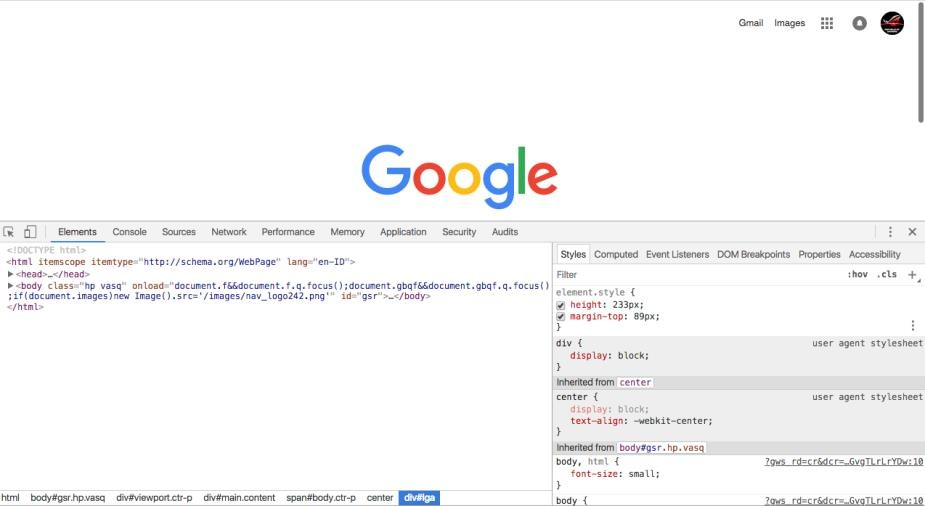 Gmail Images
Google
Elements Console Sources Network Performance Memory Application Security Audits
<!DOCTYPE html>
<html itemscope itemtype="http://schema.org/WebPage" lang="en-ID">
<head>…</head>
<body class="hp vasq" onload="document.f&&document.f.q.focus();document.gbqf&&document.gbqf.q.focus()
;if(document.images)new Image().src='/images/nav_logo242.png'" id="gsr">…</body>
</html>
html body#gsr.hp.vasq div#viewport.ctr-p div#main.content span#body.ctr-p center div#lga
Styles Computed Event Listeners DOM Breakpoints Properties Accessibility
Filter :hov .cls +
element.style {
height: 233px;
margin-top: 89px;
}
div { user agent stylesheet
display: block;
}
Inherited from center
center { user agent stylesheet
display: block;
text-align: -webkit-center;
}
Inherited from body#gsr.hp.vasq
body, html { ?gws_rd=cr&dcr=…GvgTLrLrYDw:10
font-size: small;
}
body { ?gws_rd=cr&dcr=…GvgTLrLrYDw:10